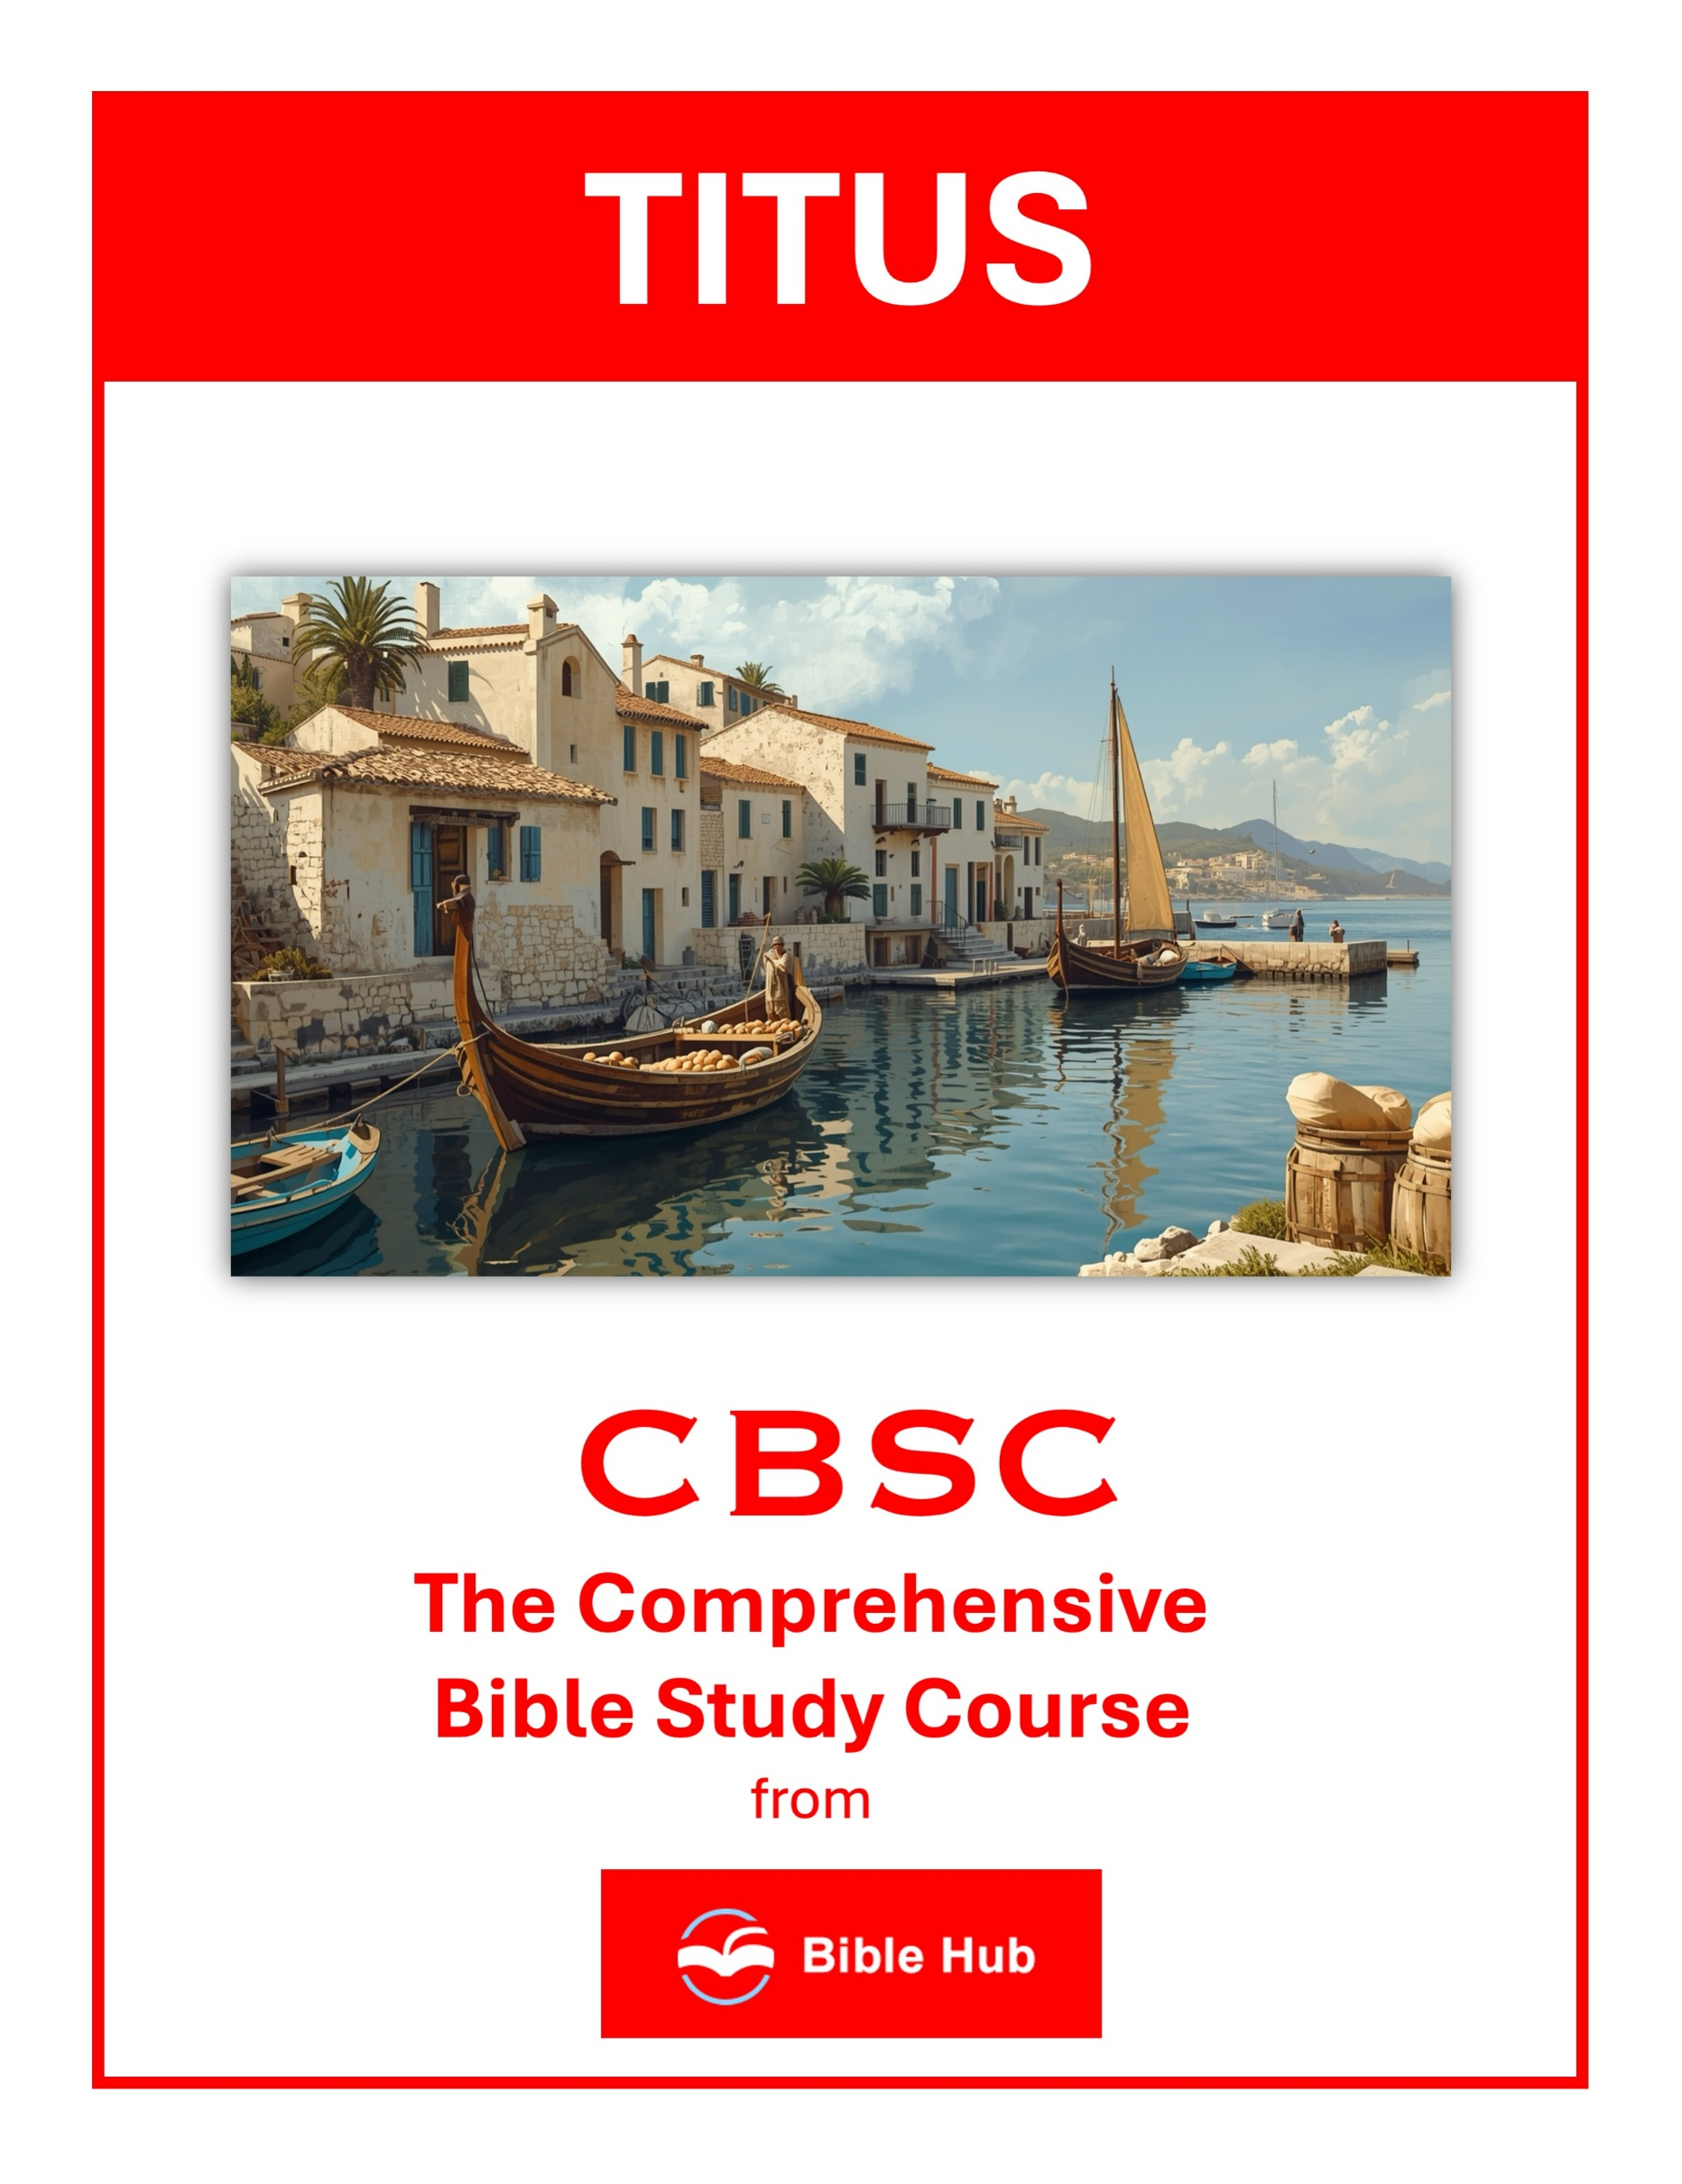 TITUS
CBSC
The Comprehensive
Bible Study Course
from
Bible Hub